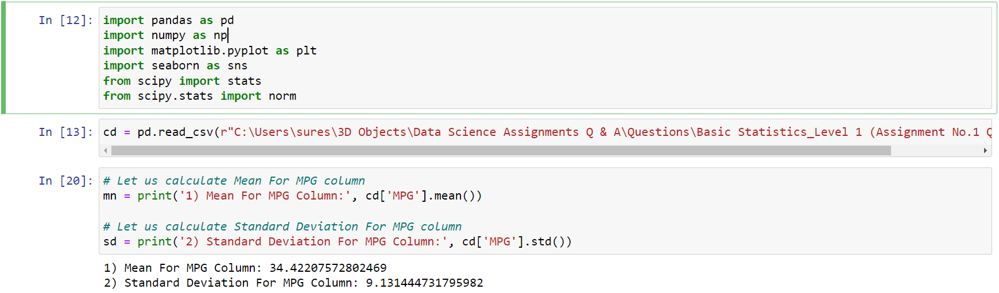 In [12]:
import pandas as pd
import numpy as np
import matplotlib.pyplot as plt
import seaborn as sns
from scipy import stats
from scipy.stats import norm
In [13]:
cd = pd.read_csv(r"C:\Users\sures\3D Objects\Data Science Assignments Q & A\Questions\Basic Statistics_Level 1 (Assignment No.1 Q
In [20]:
# Let us calculate Mean For MPG column
mn = print('1) Mean For MPG Column:', cd['MPG'].mean())
# Let us calculate Standard Deviation For MPG column
sd = print('2) Standard Deviation For MPG Column:', cd['MPG'].std())
1) Mean For MPG Column: 34.42207572802469
2) Standard Deviation For MPG Column: 9.131444731795982